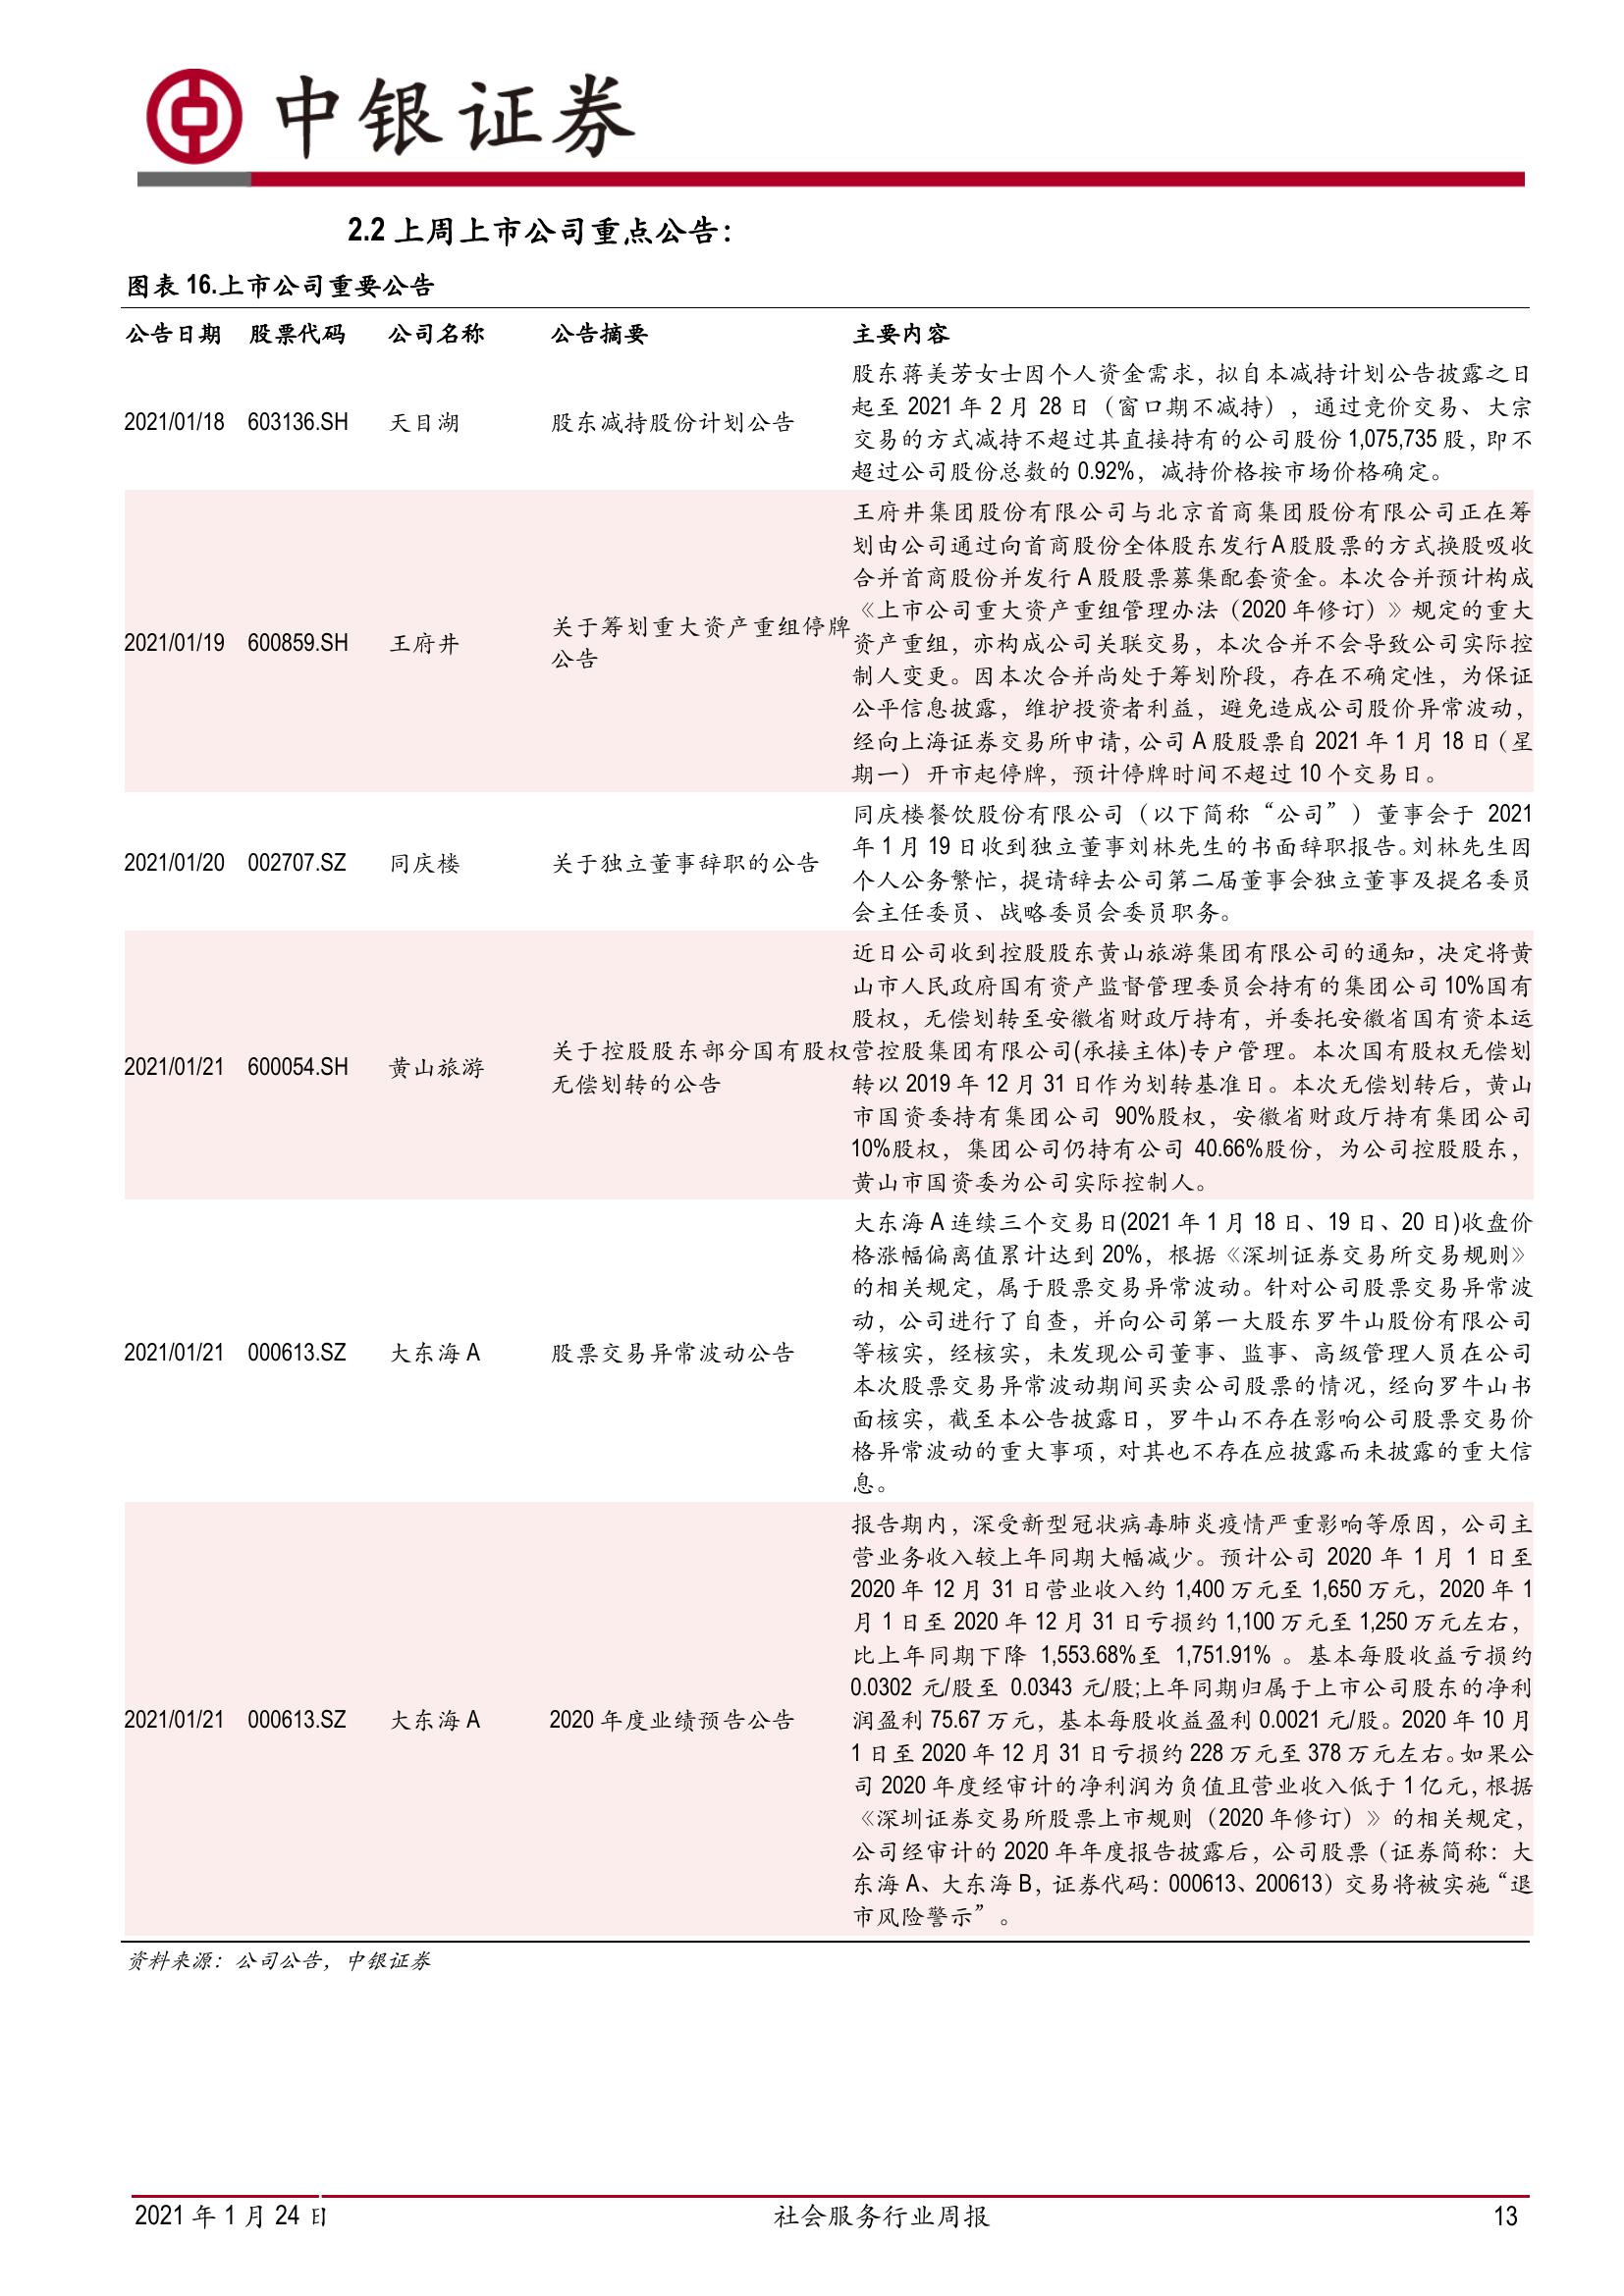 中银证券
2.2 上周上市公司重点公告：
图表 16.上市公司重要公告
公告日期 股票代码 公司名称 公告摘要 主要内容
2021/01/18 603136.SH 天目湖 股东减持股份计划公告
股东蒋美芳女士因个人资金需求，拟自本减持计划公告披露之日
起至 2021 年 2 月 28 日（窗口期不减持），通过竞价交易、大宗
交易的方式减持不超过其直接持有的公司股份 1,075,735 股，即不
超过公司股份总数的 0.92%，减持价格按市场价格确定。
2021/01/19 600859.SH 王府井 关于筹划重大资产重组停牌
公告
王府井集团股份有限公司与北京首商集团股份有限公司正在筹
划由公司通过向首商股份全体股东发行A股股票的方式换股吸收
合并首商股份并发行 A 股股票募集配套资金。本次合并预计构成
《上市公司重大资产重组管理办法（2020 年修订）》规定的重大
资产重组，亦构成公司关联交易，本次合并不会导致公司实际控
制人变更。因本次合并尚处于筹划阶段，存在不确定性，为保证
公平信息披露，维护投资者利益，避免造成公司股价异常波动，
经向上海证券交易所申请，公司 A 股股票自 2021 年 1 月 18 日（星
期一）开市起停牌，预计停牌时间不超过 10 个交易日。
2021/01/20 002707.SZ 同庆楼 关于独立董事辞职的公告
同庆楼餐饮股份有限公司（以下简称“公司”）董事会于 2021
年 1 月 19 日收到独立董事刘林先生的书面辞职报告。刘林先生因
个人公务繁忙，提请辞去公司第二届董事会独立董事及提名委员
会主任委员、战略委员会委员职务。
2021/01/21 600054.SH 黄山旅游 关于控股股东部分国有股权
无偿划转的公告
近日公司收到控股股东黄山旅游集团有限公司的通知，决定将黄
山市人民政府国有资产监督管理委员会持有的集团公司 10%国有
股权，无偿划转至安徽省财政厅持有，并委托安徽省国有资本运
营控股集团有限公司(承接主体)专户管理。本次国有股权无偿划
转以 2019 年 12 月 31 日作为划转基准日。本次无偿划转后，黄山
市国资委持有集团公司 90%股权，安徽省财政厅持有集团公司
10%股权，集团公司仍持有公司 40.66%股份，为公司控股股东，
黄山市国资委为公司实际控制人。
2021/01/21 000613.SZ 大东海 A 股票交易异常波动公告
大东海 A 连续三个交易日(2021 年 1 月 18 日、19 日、20 日)收盘价
格涨幅偏离值累计达到 20%，根据《深圳证券交易所交易规则》
的相关规定，属于股票交易异常波动。针对公司股票交易异常波
动，公司进行了自查，并向公司第一大股东罗牛山股份有限公司
等核实，经核实，未发现公司董事、监事、高级管理人员在公司
本次股票交易异常波动期间买卖公司股票的情况，经向罗牛山书
面核实，截至本公告披露日，罗牛山不存在影响公司股票交易价
格异常波动的重大事项，对其也不存在应披露而未披露的重大信
息。
2021/01/21 000613.SZ 大东海 A 2020 年度业绩预告公告
报告期内，深受新型冠状病毒肺炎疫情严重影响等原因，公司主
营业务收入较上年同期大幅减少。预计公司 2020 年 1 月 1 日至
2020 年 12 月 31 日营业收入约 1,400 万元至 1,650 万元，2020 年 1
月 1 日至 2020 年 12 月 31 日亏损约 1,100 万元至 1,250 万元左右，
比上年同期下降 1,553.68%至 1,751.91% 。基本每股收益亏损约
0.0302 元/股至 0.0343 元/股;上年同期归属于上市公司股东的净利
润盈利 75.67 万元，基本每股收益盈利 0.0021 元/股。2020 年 10 月
1 日至 2020 年 12 月 31 日亏损约 228 万元至 378 万元左右。如果公
司 2020 年度经审计的净利润为负值且营业收入低于 1 亿元，根据
《深圳证券交易所股票上市规则（2020 年修订）》的相关规定，
公司经审计的 2020 年年度报告披露后，公司股票（证券简称：大
东海 A、大东海 B，证券代码：000613、200613）交易将被实施“退
市风险警示”。
资料来源：公司公告，中银证券
2021 年 1 月 24 日 社会服务行业周报 13